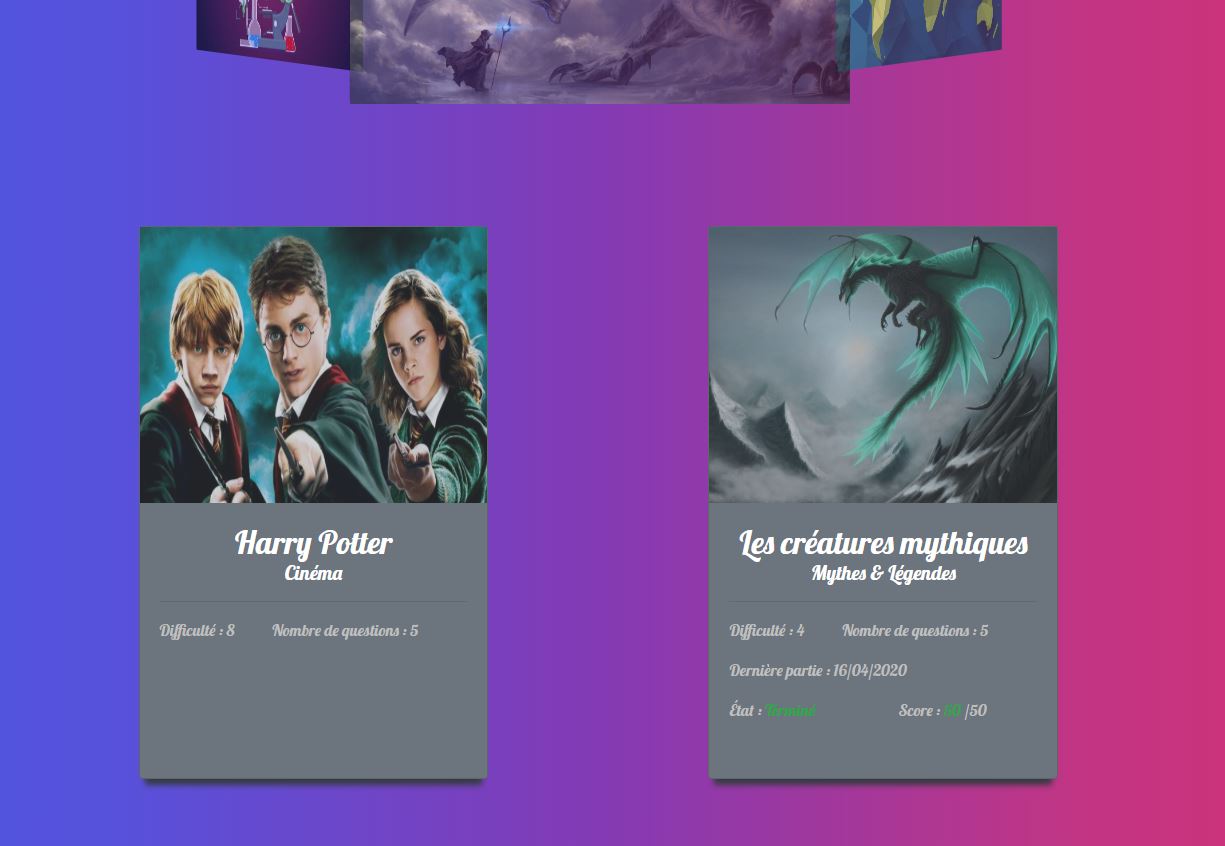 Harry Potter
Cinéma
Difficulté : 8 Nombre de questions : 5
Les créatures mythiques
Mythes & Légendes
Difficulté : 4 Nombre de questions : 5
Dernière partie : 16/04/2020
État : Terminé Score : 50 /50